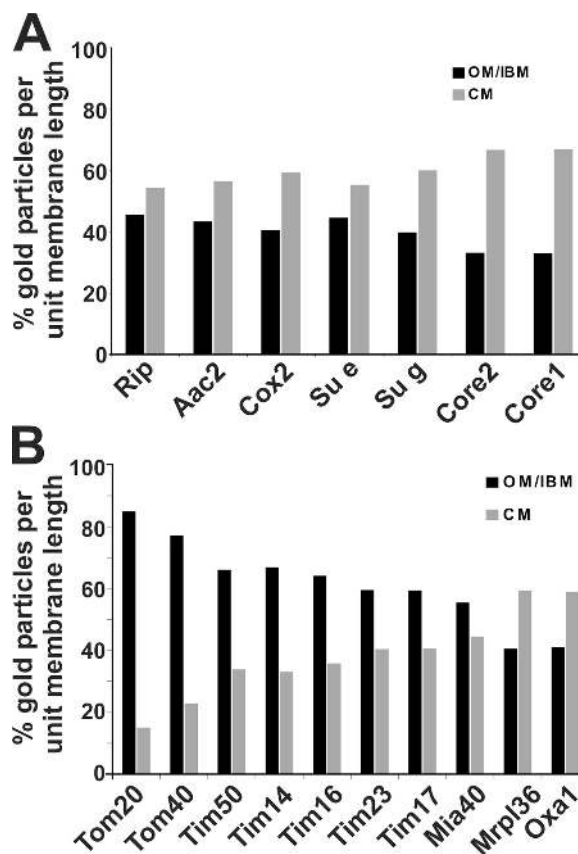 A
% gold particles per
unit membrane length
100
80
60
40
20
0
OM/IBM
CM
Rip
Aac2
Cox2
Su e
Su g
Core2
Core1
B
% gold particles per
unit membrane length
100
80
60
40
20
0
OM/IBM
CM
Tom20
Tom40
Tim50
Tim14
Tim16
Tim23
Tim17
Mia40
Mrpl36
Oxa1